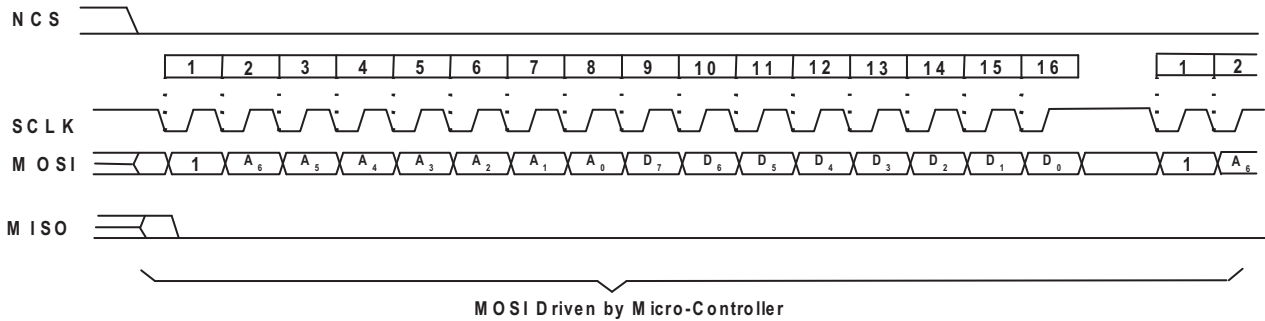 NCS
1 2 3 4 5 6 7 8 9 10 11 12 13 14 15 16 1 2
SCLK
MOSI 1 A6 A5 A4 A3 A2 A1 A0 D7 D6 D5 D4 D3 D2 D1 D0 1 A6
MISO
MOSI Driven by Micro-Controller